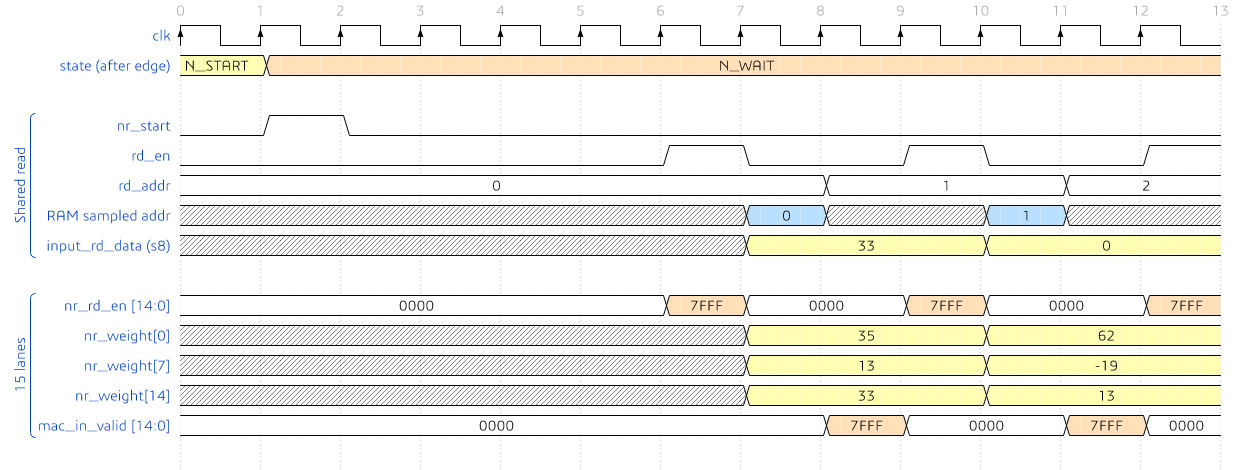 0 1 2 3 4 5 6 7 8 9 10 11 12 13
clk
state (after edge) N_START N_WAIT
Shared read
nr_start
rd_en
rd_addr 0 1 2
RAM sampled addr 0 1
input_rd_data (s8) 33 0
15 lanes
nr_rd_en [14:0] 0000 7FFF 0000 7FFF 0000 7FFF
nr_weight[0] 35 62
nr_weight[7] 13 -19
nr_weight[14] 33 13
mac_in_valid [14:0] 0000 7FFF 0000 7FFF 0000